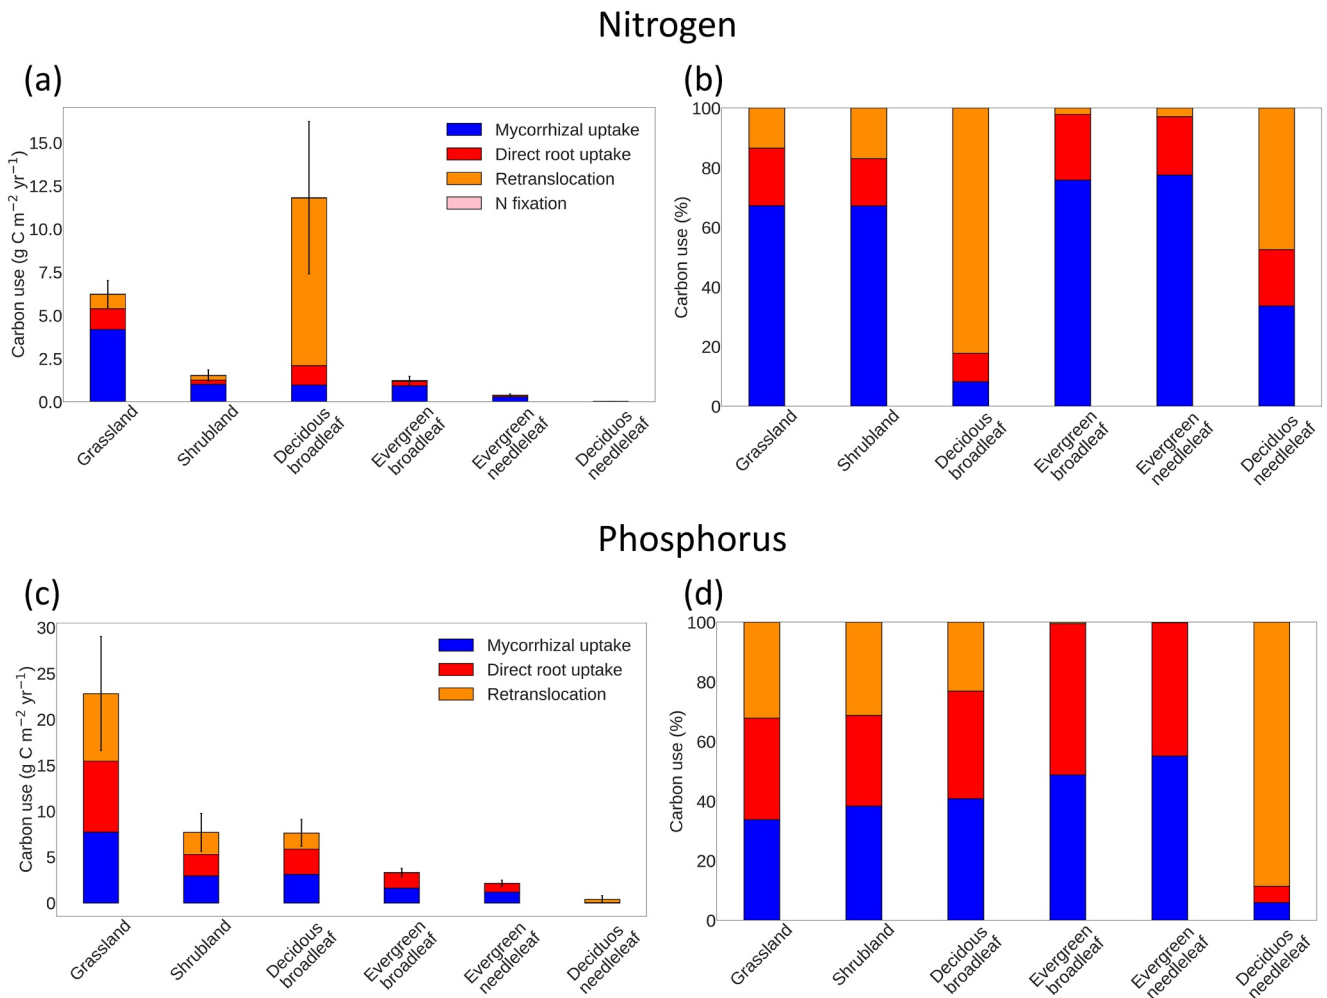 Nitrogen
(a)
(b)
Carbon use (g C m−2 yr−1)
15.0
12.5
10.0
7.5
5.0
2.5
0.0
Mycorrhizal uptake
Direct root uptake
Retranslocation
N fixation
Grassland
Shrubland
Decidous
broadleaf
Evergreen
broadleaf
Evergreen
needleleaf
Deciduos
needleleaf
Carbon use (%)
100
80
60
40
20
0
Grassland
Shrubland
Decidous
broadleaf
Evergreen
broadleaf
Evergreen
needleleaf
Deciduos
needleleaf
Phosphorus
(c)
(d)
Carbon use (g C m−2 yr−1)
30
25
20
15
10
5
0
Mycorrhizal uptake
Direct root uptake
Retranslocation
Grassland
Shrubland
Decidous
broadleaf
Evergreen
broadleaf
Evergreen
needleleaf
Deciduos
needleleaf
Carbon use (%)
100
80
60
40
20
0
Grassland
Shrubland
Decidous
broadleaf
Evergreen
broadleaf
Evergreen
needleleaf
Deciduos
needleleaf